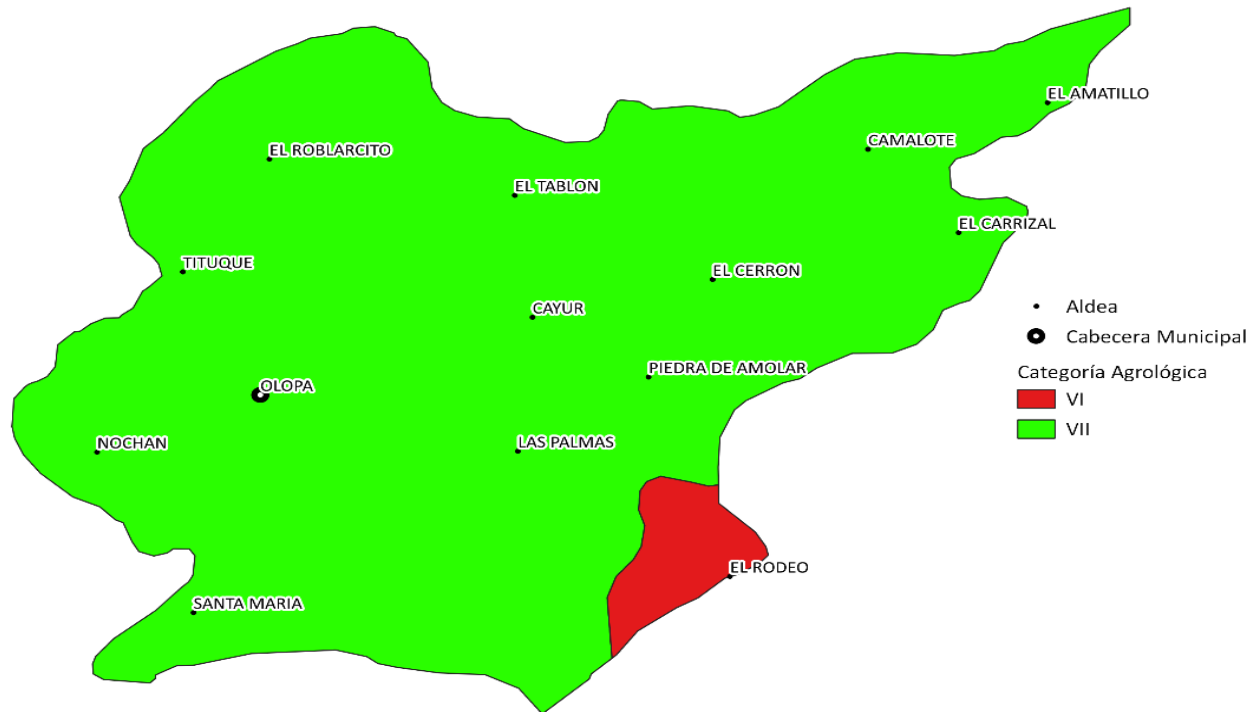 EL AMATILLO
CAMALOTE
EL ROBLARCITO
EL TABLON
EL CARRIZAL
TITUQUE
EL CERRON
CAYUR
PIEDRA DE AMOLAR
OLOPA
NOCHAN
LAS PALMAS
EL RODEO
SANTA MARIA
Aldea
Cabecera Municipal
Categoría Agrológica
VI
VII